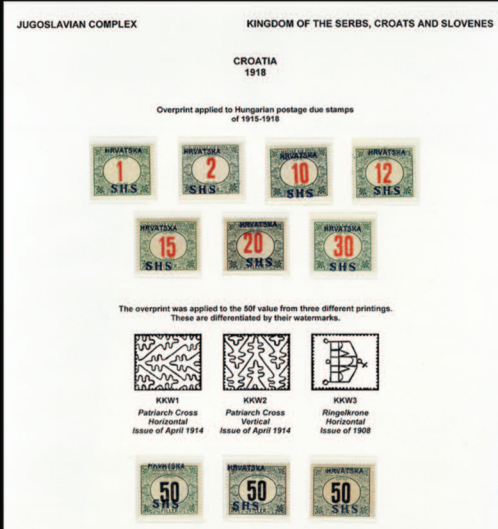 JUGOSLAVIAN COMPLEX KINGDOM OF THE SERBS, CROATS AND SLOVENES
CROATIA
1918
Overprint applied to Hungarian postage due stamps
of 1915-1918
HRVATSKA HRVATSKA HRVATSKA HRVATSKA
1 2 10 12
SHS SHS SHS SHS
HRVATSKA HRVATSKA HRVATSKA
15 20 30
SHS SHS SHS
The overprint was applied to the 50f value from three different printings.
These are differentiated by their watermarks.
KKW1 KKW2 KKW3
Patriarch Cross Patriarch Cross Ringelkrone
Horizontal Vertical Horizontal
Issue of April 1914 Issue of April 1914 Issue of 1908
HRVATSKA HRVATSKA HRVATSKA
50 50 50
SHS SHS SHS